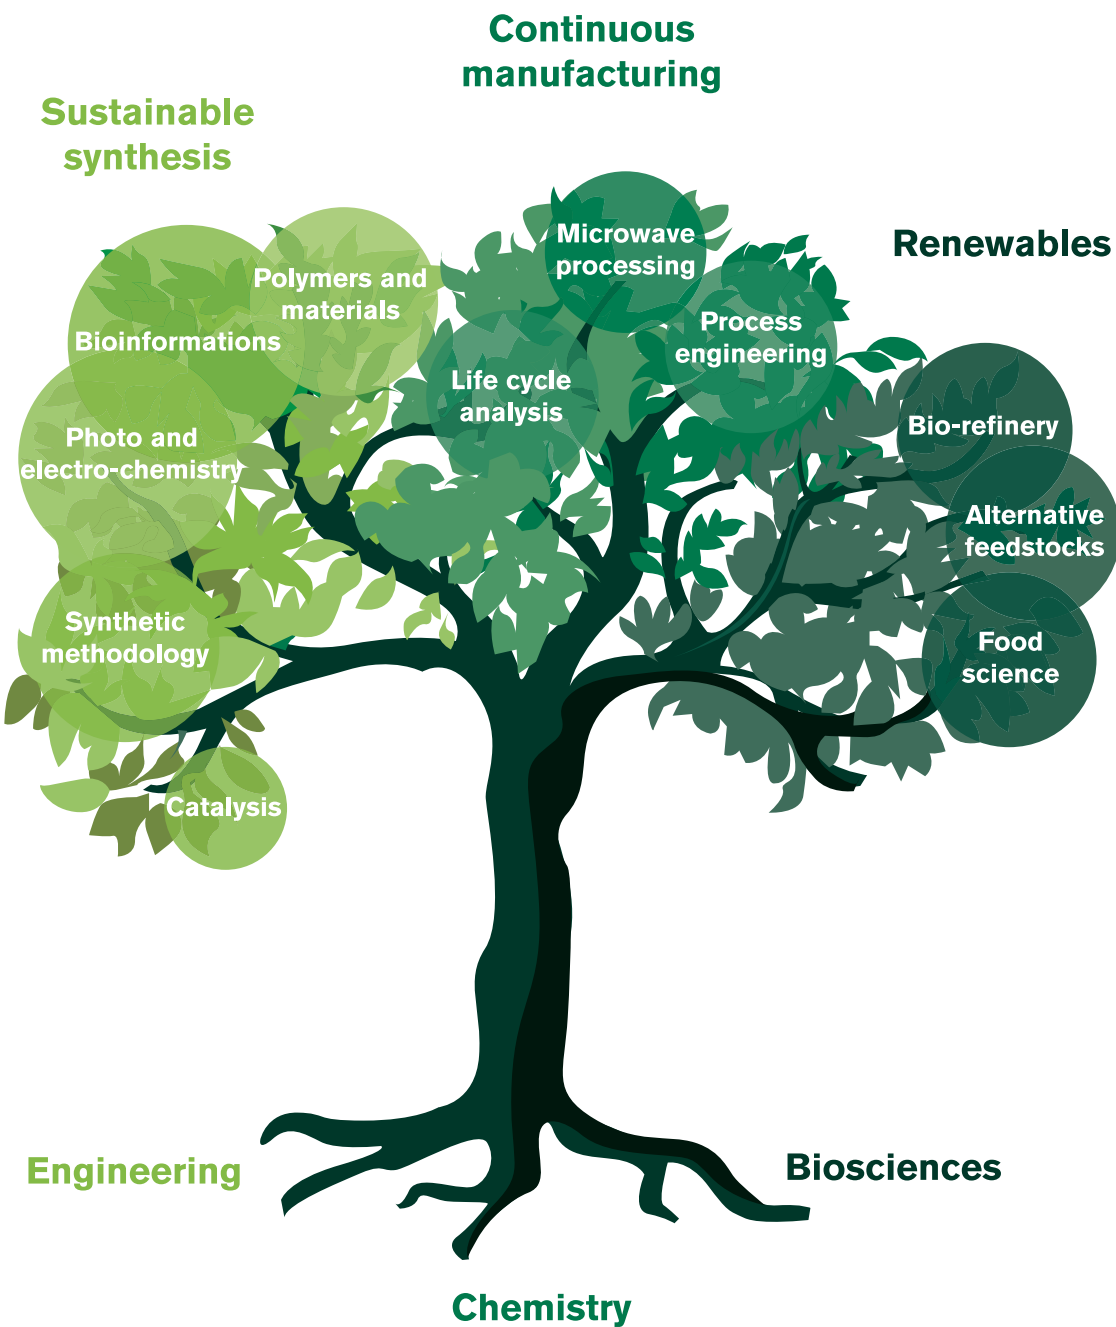 Continuous
manufacturing
Sustainable
synthesis
Renewables
Microwave
processing
Polymers and
materials
Process
engineering
Bioinformations
Life cycle
analysis
Bio-refinery
Photo and
electro-chemistry
Alternative
feedstocks
Synthetic
methodology
Food
science
Catalysis
Engineering
Biosciences
Chemistry